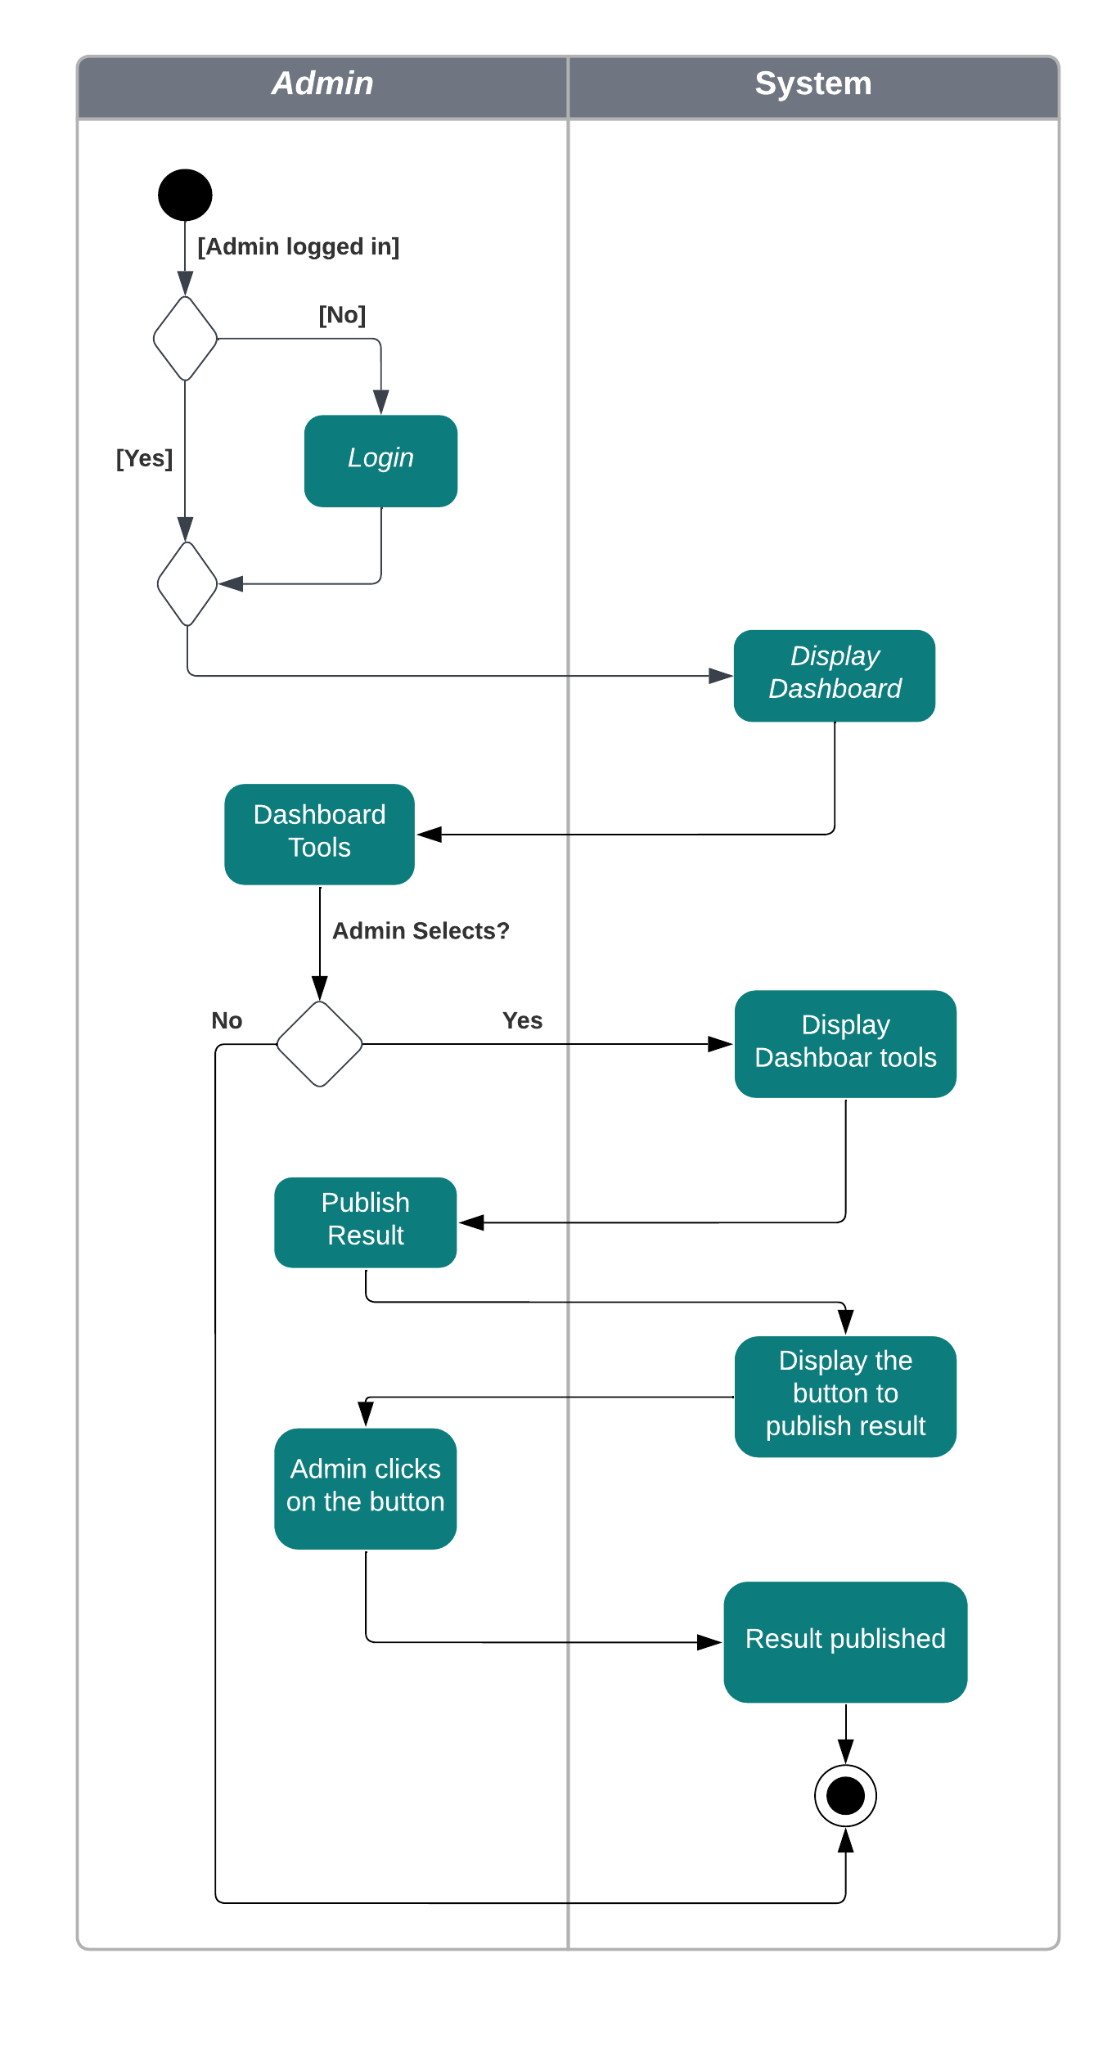 Admin
System
[Admin logged in]
[No]
Login
[Yes]
Display
Dashboard
Dashboard
Tools
Admin Selects?
No
Yes
Display
Dashboar tools
Publish
Result
Display the
button to
publish result
Admin clicks
on the button
Result published